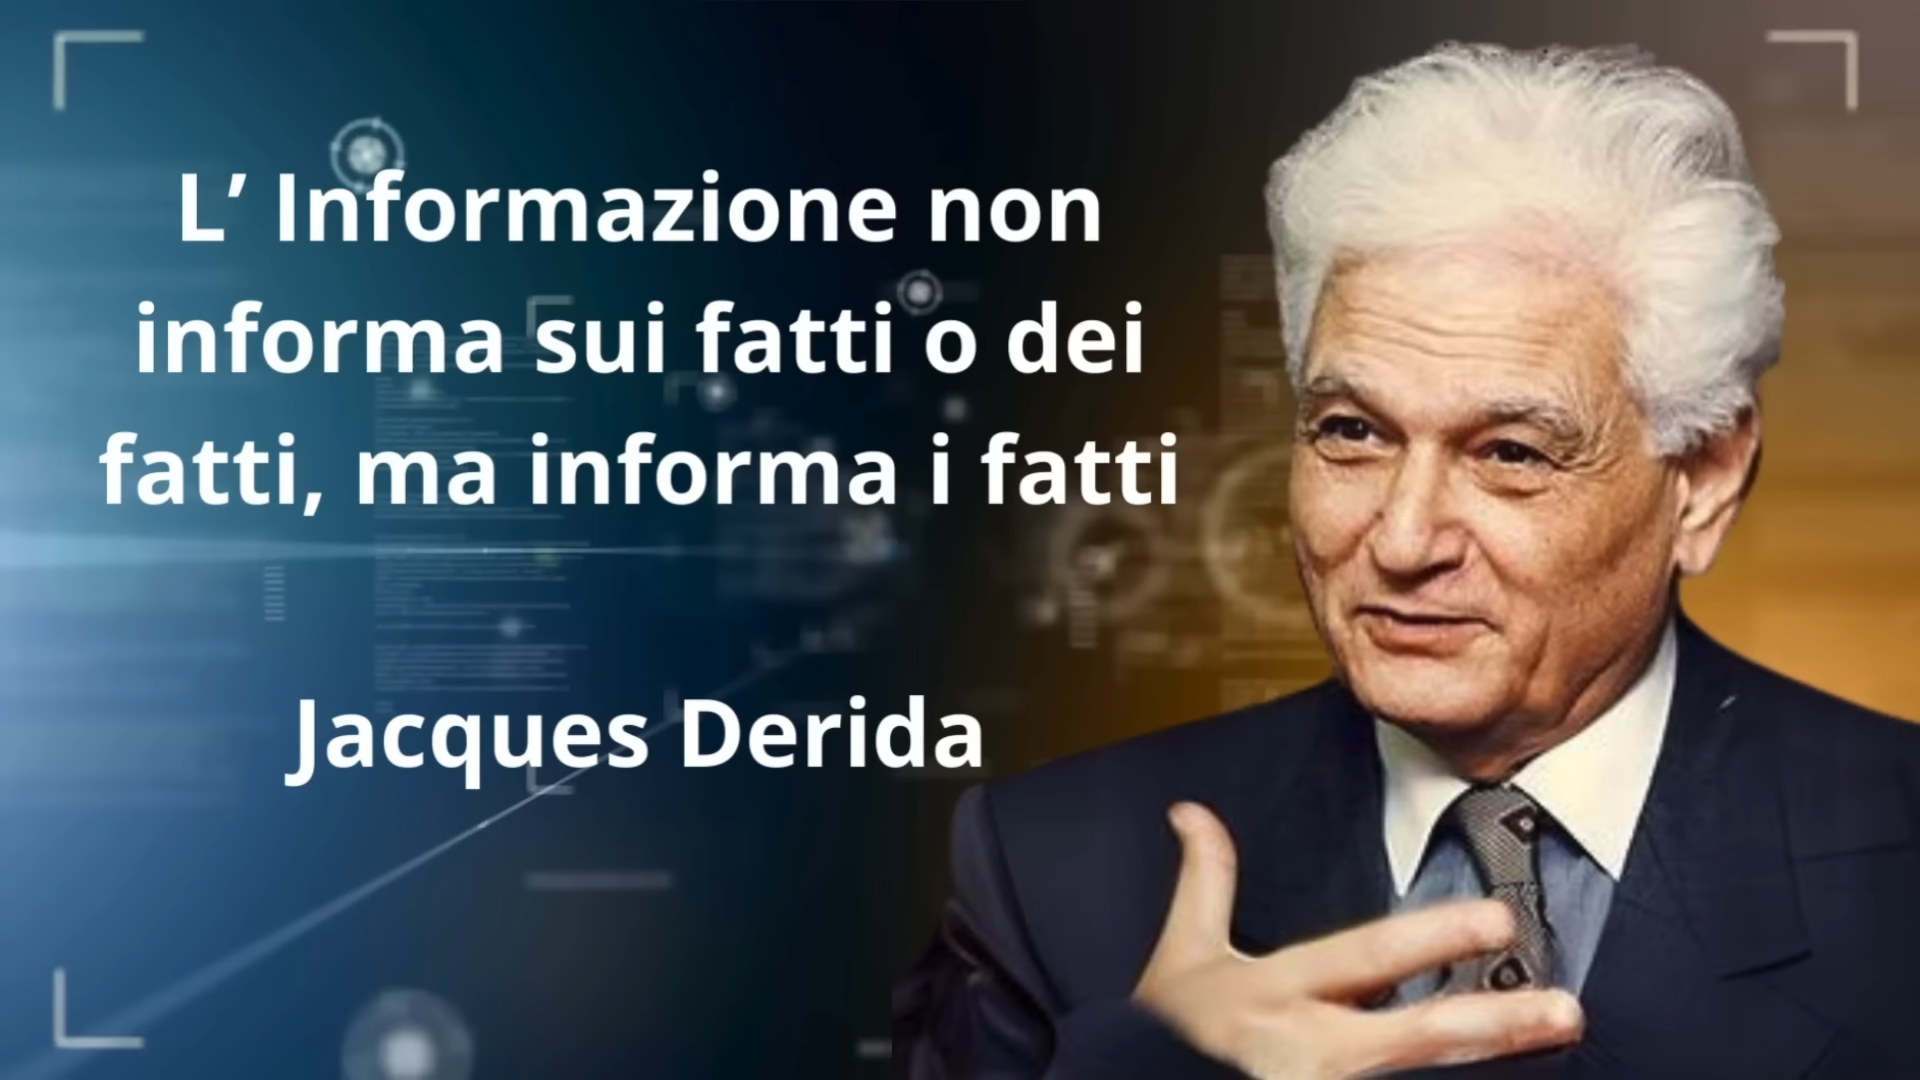 L’ Informazione non
informa sui fatti o dei
fatti, ma informa i fatti
Jacques Derida